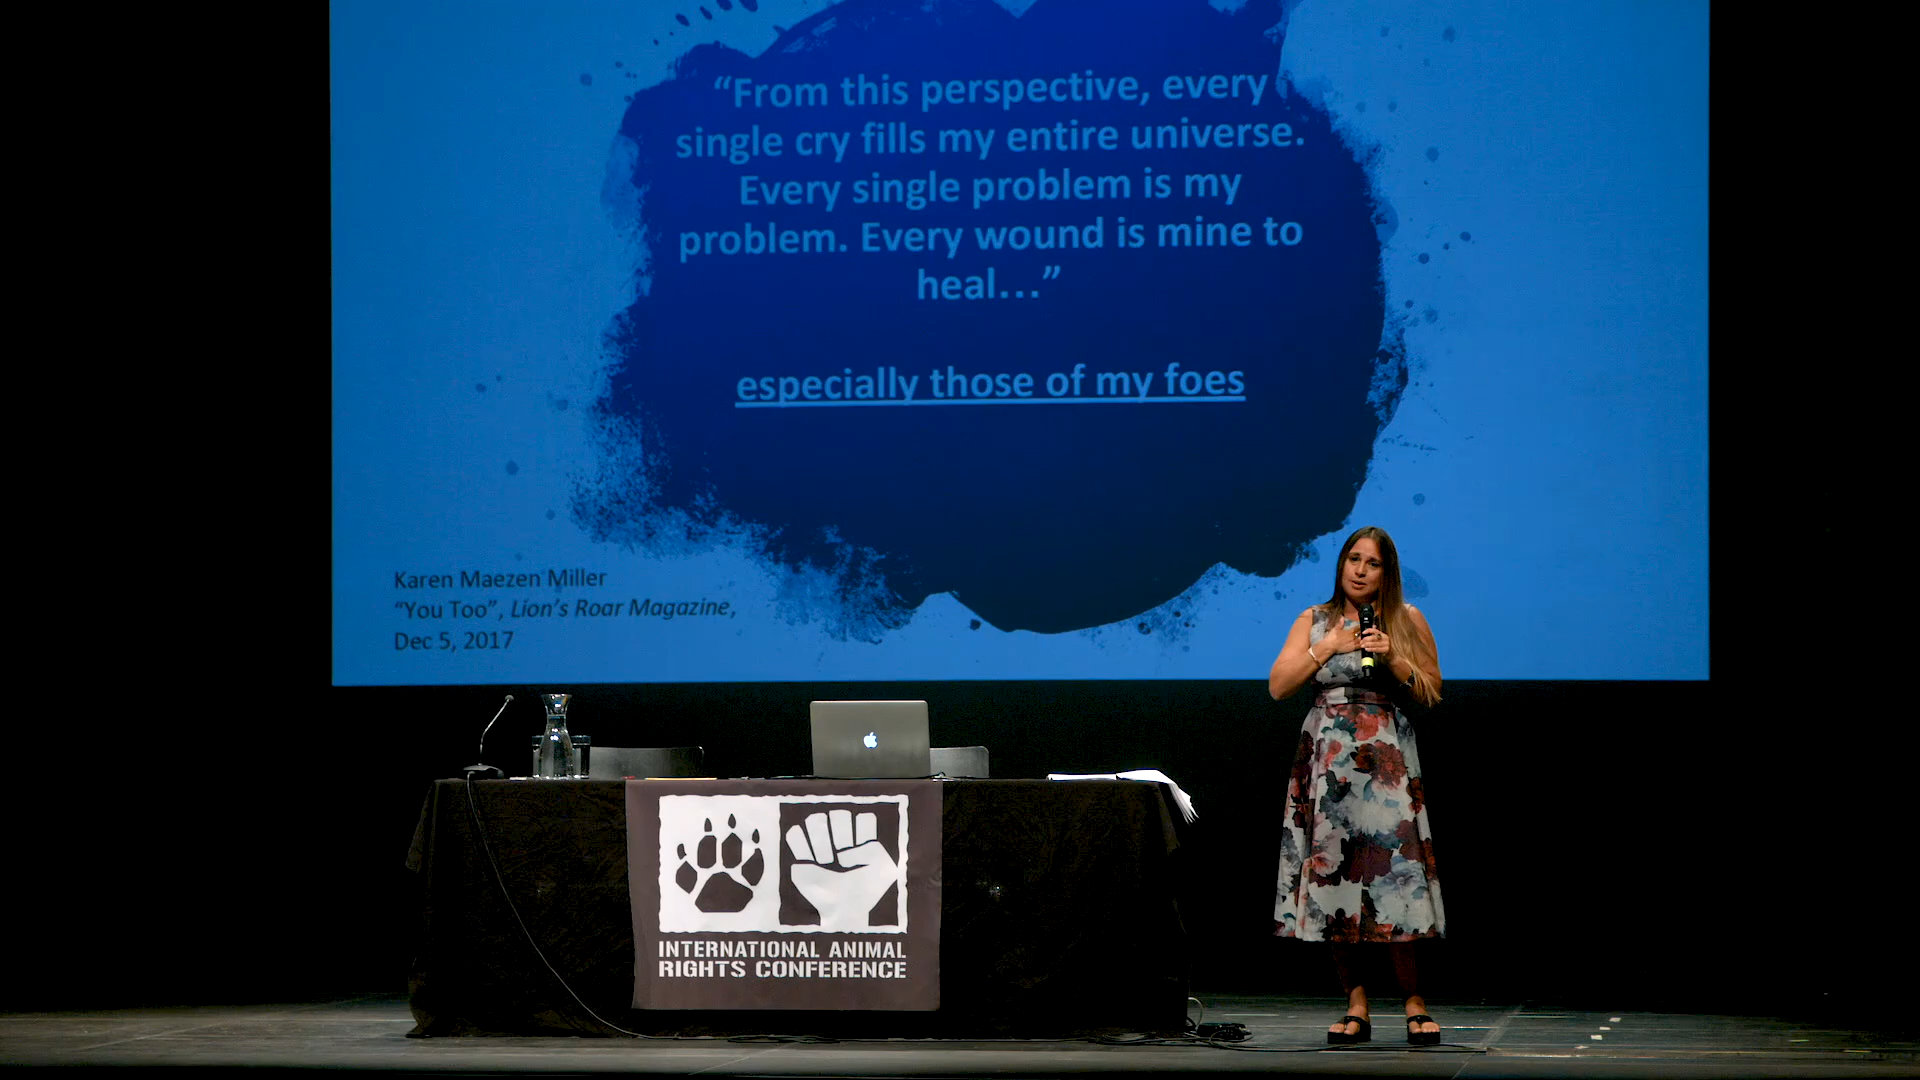 “From this perspective, every
single cry fills my entire universe.
Every single problem is my
problem. Every wound is mine to
heal…”
especially those of my foes
Karen Maezen Miller
“You Too”, Lion’s Roar Magazine,
Dec 5, 2017
INTERNATIONAL ANIMAL
RIGHTS CONFERENCE